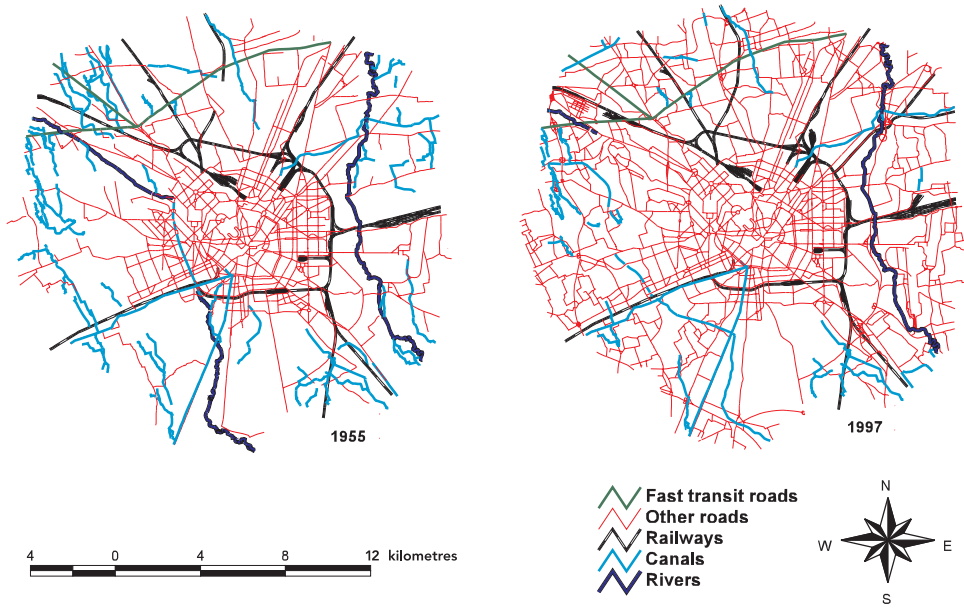 1955
1997
Fast transit roads
Other roads
Railways
Canals
Rivers
N
W E
S
4 0 4 8 12 kilometres